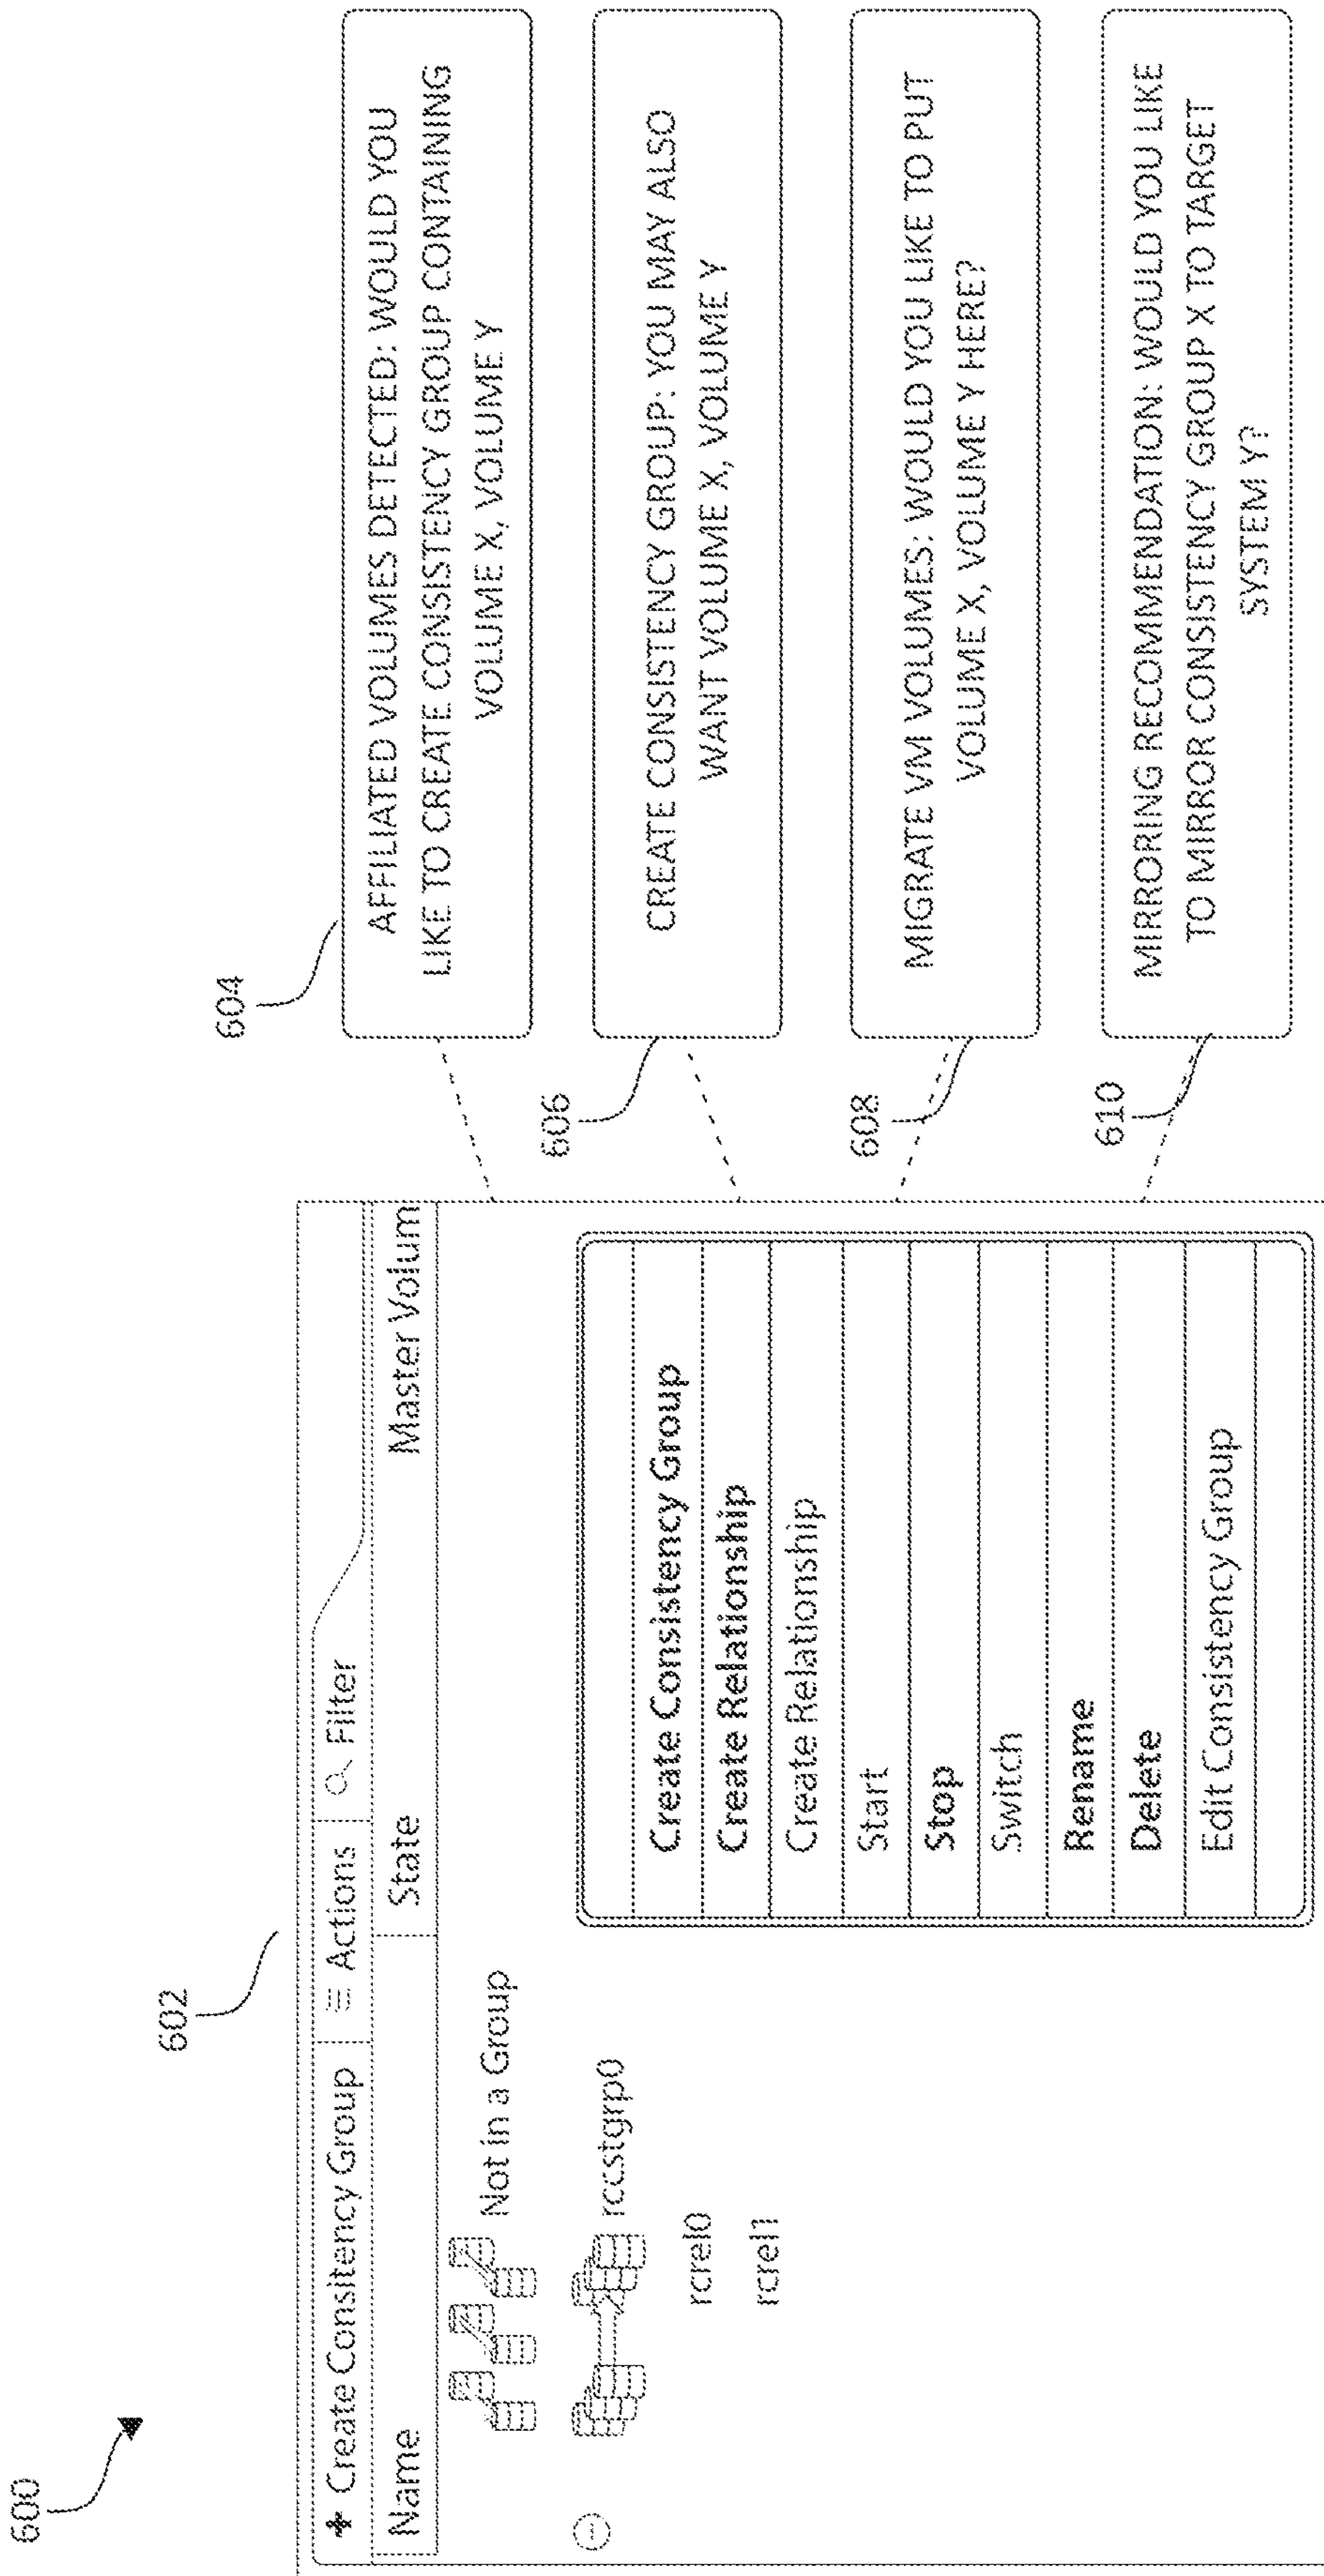 600
602
✚ Create Consitency Group
≡ Actions
Filter
Name
State
Master Volum
Not in a Group
rccstgrp0
rcrel0
rcrel1
Create Consistency Group
Create Relationship
Create Relationship
Start
Stop
Switch
Rename
Delete
Edit Consistency Group
604
AFFILIATED VOLUMES DETECTED: WOULD YOU
LIKE TO CREATE CONSISTENCY GROUP CONTAINING
VOLUME X, VOLUME Y
606
CREATE CONSISTENCY GROUP: YOU MAY ALSO
WANT VOLUME X, VOLUME Y
608
MIGRATE VM VOLUMES: WOULD YOU LIKE TO PUT
VOLUME X, VOLUME Y HERE?
610
MIRRORING RECOMMENDATION: WOULD YOU LIKE
TO MIRROR CONSISTENCY GROUP X TO TARGET
SYSTEM Y?